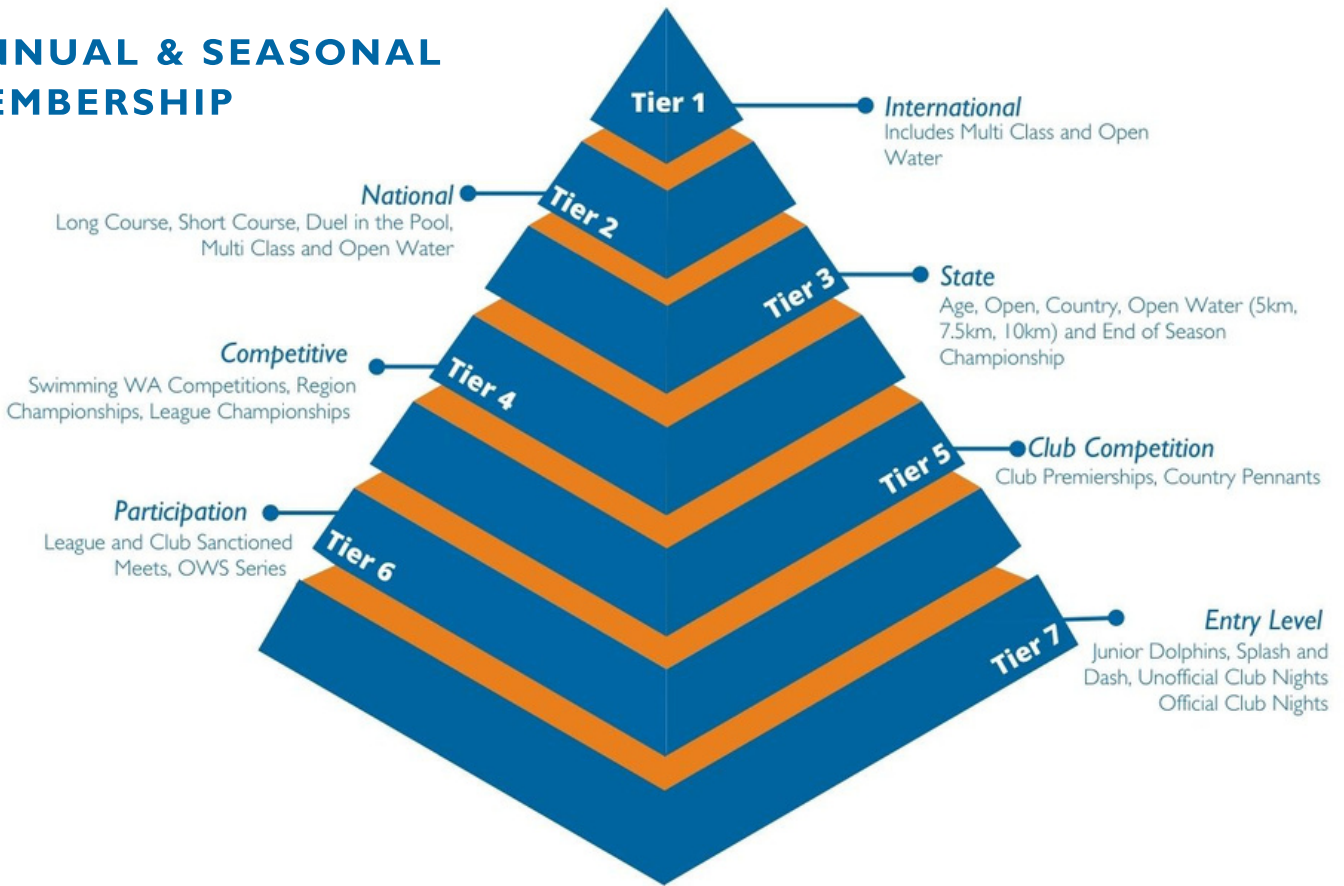 NNUAL & SEASONAL
EMBERSHIP
Tier 1
International
Includes Multi Class and Open
Water
National
Long Course, Short Course, Duel in the Pool,
Multi Class and Open Water
Tier 2
Tier 3
State
Age, Open, Country, Open Water (5km,
7.5km, 10km) and End of Season
Championship
Competitive
Swimming WA Competitions, Region
Championships, League Championships
Tier 4
Tier 5
Club Competition
Club Premierships, Country Pennants
Participation
League and Club Sanctioned
Meets, OWS Series
Tier 6
Tier 7
Entry Level
Junior Dolphins, Splash and
Dash, Unofficial Club Nights
Official Club Nights